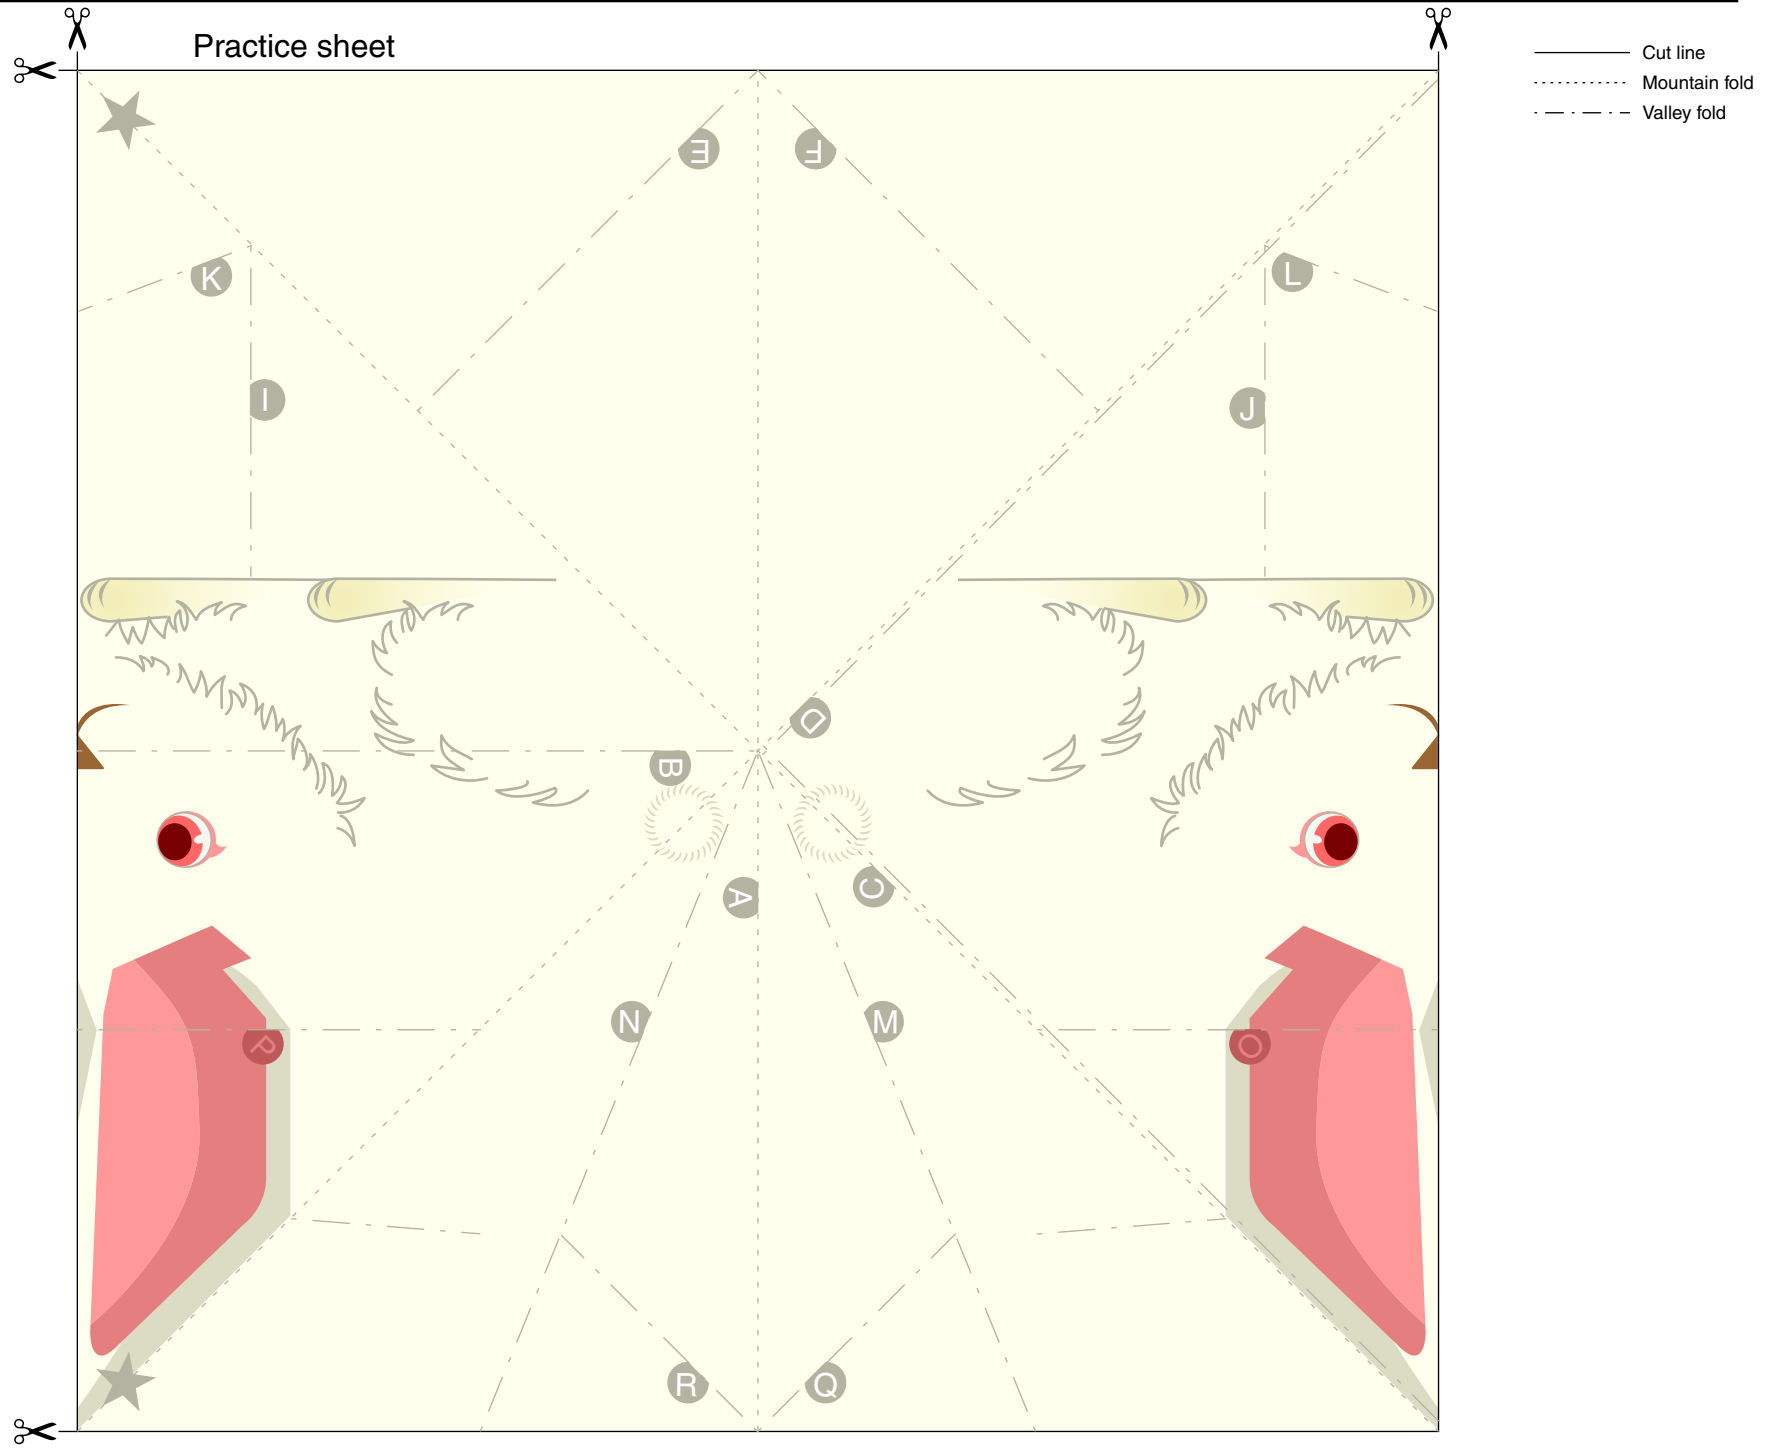 Practice sheet
Cut line
Mountain fold
Valley fold
E
F
K
L
I
J
D
B
A
C
N
M
P
O
R
Q